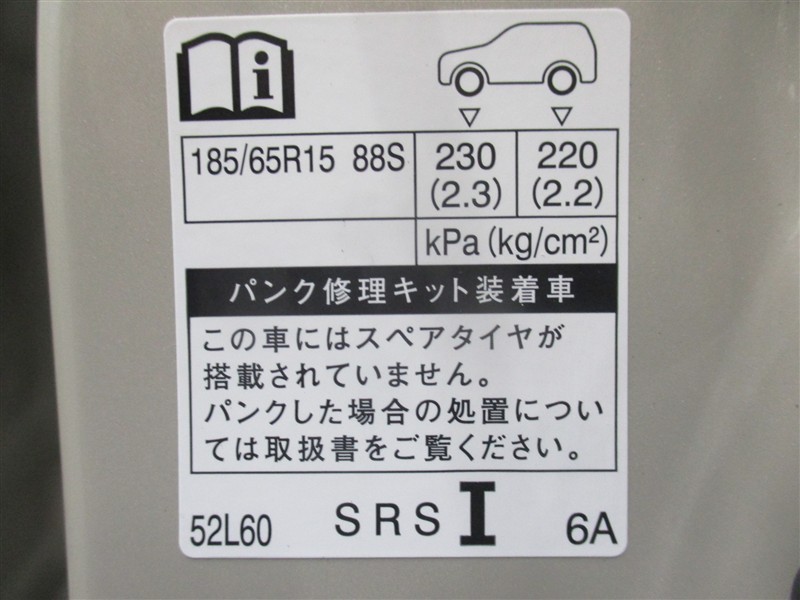 185/65R15 88S 230 220
(2.3) (2.2)
kPa (kg/cm²)
パンク修理キット装着車
この車にはスペアタイヤが
搭載されていません。
パンクした場合の処置につい
ては取扱書をご覧ください。
52L60 SRS I 6A